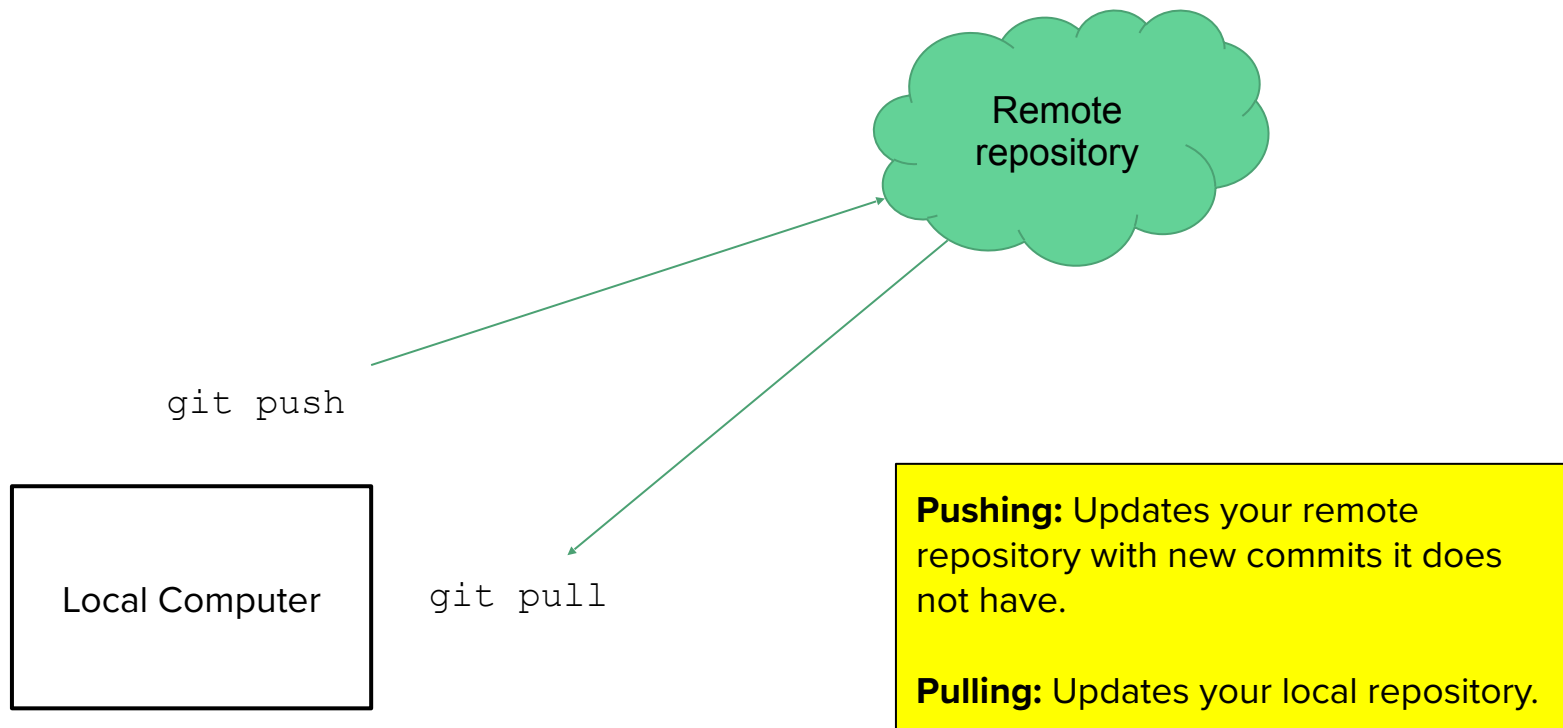 Remote
repository
git push
Local Computer
git pull
Pushing: Updates your remote
repository with new commits it does
not have.
Pulling: Updates your local repository.